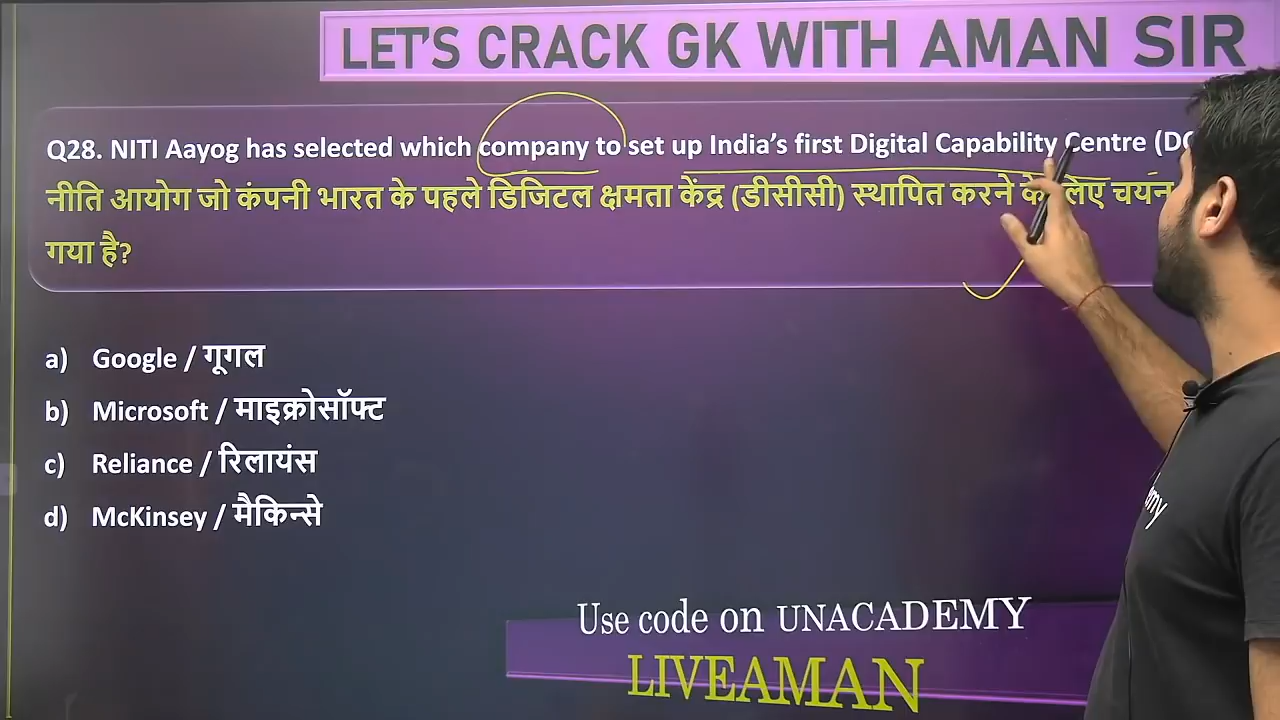 LET'S CRACK GK WITH AMAN SIR
Q28. NITI Aayog has selected which company to set up India's first Digital Capability Centre
नीति आयोग जो कंपनी भारत के पहले डिजिटल क्षमता केंद्र (डीसीसी) स्थापित करने के लिए चयन
गया है?
a) Google / गूगल
b) Microsoft / माइक्रोसॉफ्ट
c) Reliance / रिलायंस
d) McKinsey / मैकिन्से
Use code on UNACADEMY
LIVEAMAN